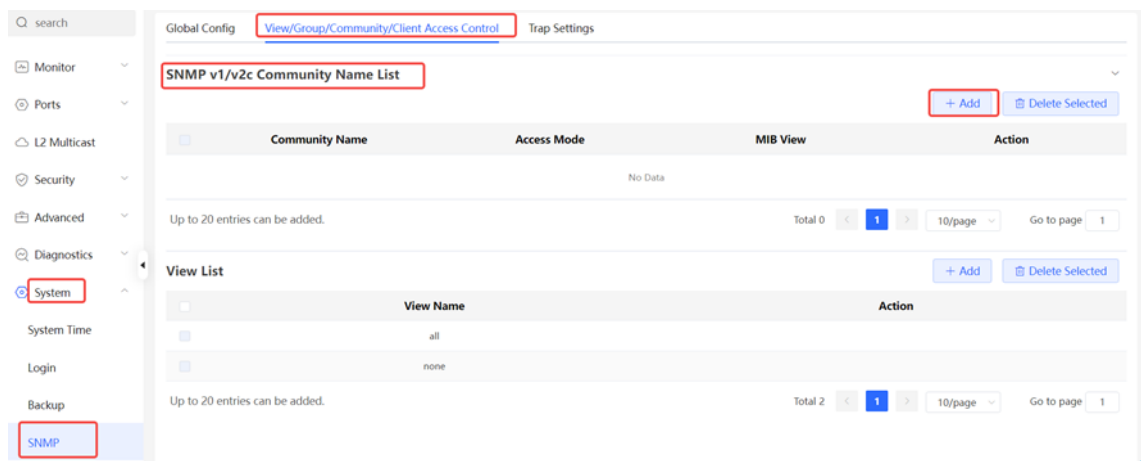 search
Monitor
Ports
L2 Multicast
Security
Advanced
Diagnostics
System
System Time
Login
Backup
SNMP
Global Config View/Group/Community/Client Access Control Trap Settings
SNMP v1/v2c Community Name List
+ Add Delete Selected
Community Name Access Mode MIB View Action
No Data
Up to 20 entries can be added. Total 0 < 1 > 10/page Go to page 1
View List + Add Delete Selected
View Name Action
all
none
Up to 20 entries can be added. Total 2 < 1 > 10/page Go to page 1